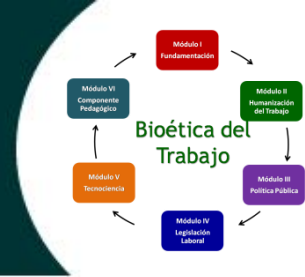 Módulo I
Fundamentación
Módulo II
Humanización
del Trabajo
Módulo III
Política Pública
Módulo IV
Legislación
Laboral
Módulo V
Tecnociencia
Módulo VI
Componente
Pedagógico
Bioética del
Trabajo